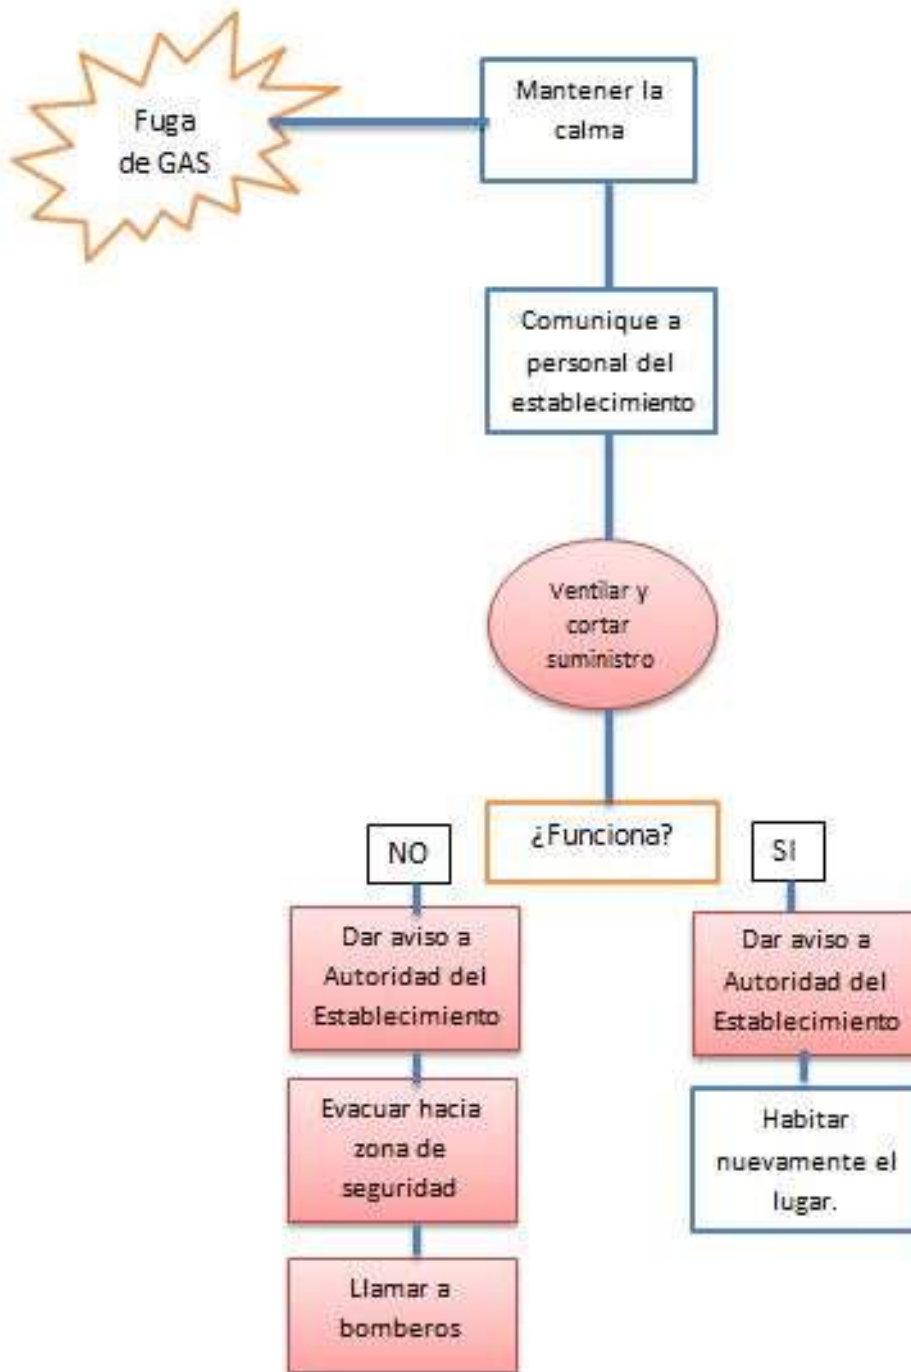 Fuga
de GAS
Mantener la
calma
Comunique a
personal del
establecimiento
Ventilar y
cortar
suministro
¿Funciona?
NO
Dar aviso a
Autoridad del
Establecimiento
Evacuar hacia
zona de
seguridad
Llamar a
bomberos
SI
Dar aviso a
Autoridad del
Establecimiento
Habitar
nuevamente el
lugar.